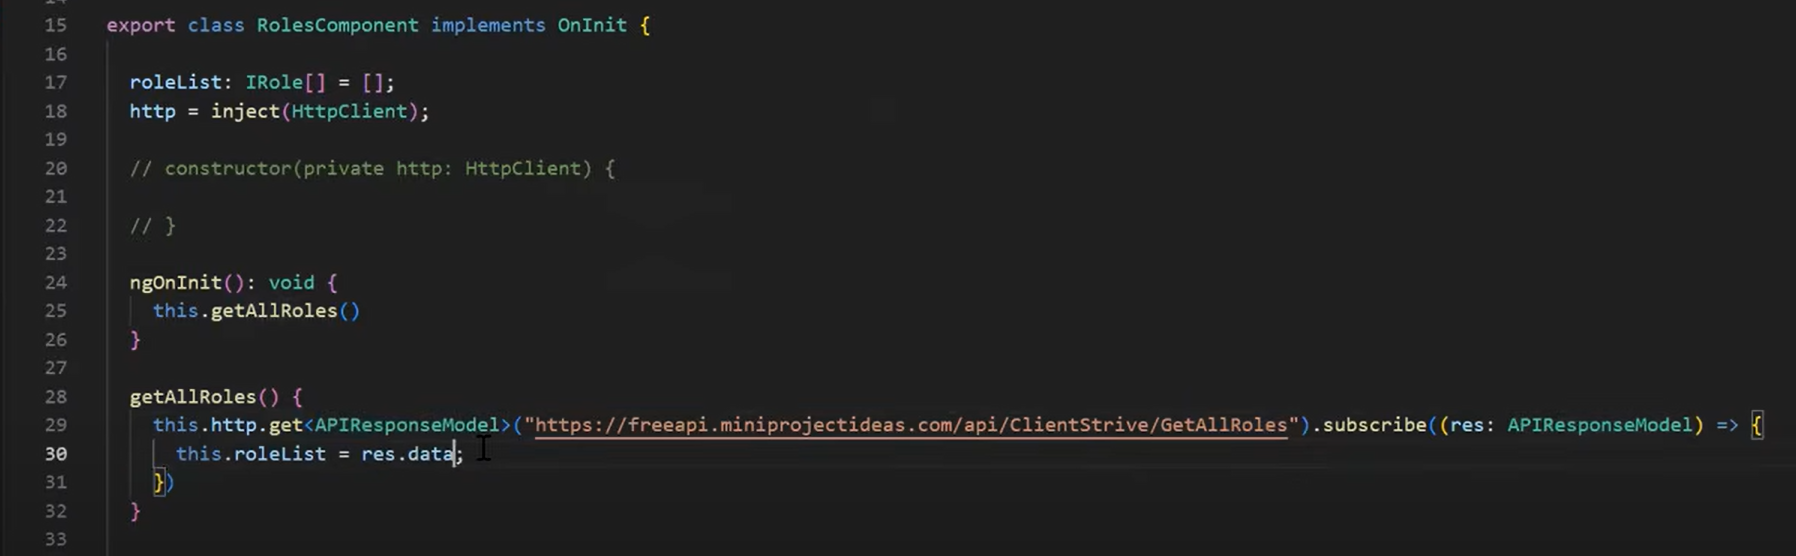 15 export class RolesComponent implements OnInit {
16
17 roleList: IRole[] = [];
18 http = inject(HttpClient);
19
20 // constructor(private http: HttpClient) {
21
22 // }
23
24 ngOnInit(): void {
25 this.getAllRoles()
26 }
27
28 getAllRoles() {
29 this.http.get<APIResponseModel>("https://freeapi.miniprojectideas.com/api/ClientStrive/GetAllRoles").subscribe((res: APIResponseModel) => {
30 this.roleList = res.data;
31 })
32 }
33